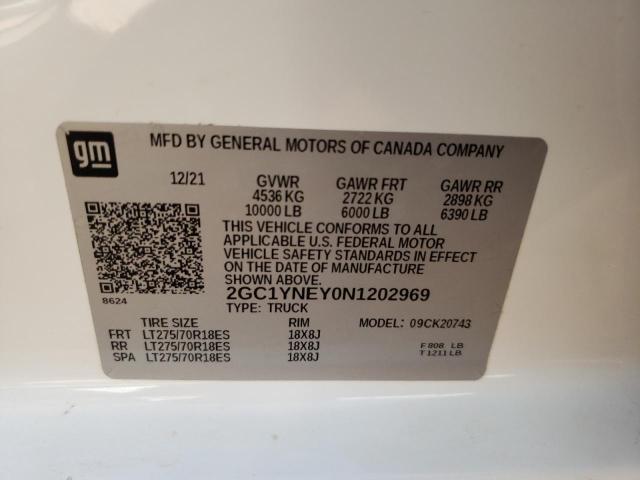 gm
MFD BY GENERAL MOTORS OF CANADA COMPANY
12/21 GVWR GAWR FRT GAWR RR
4536 KG 2722 KG 2898 KG
10000 LB 6000 LB 6390 LB
THIS VEHICLE CONFORMS TO ALL
APPLICABLE U.S. FEDERAL MOTOR
VEHICLE SAFETY STANDARDS IN EFFECT
ON THE DATE OF MANUFACTURE
SHOWN ABOVE.
8624 2GC1YNEY0N1202969
TYPE: TRUCK
TIRE SIZE RIM MODEL: 09CK20743
FRT LT275/70R18ES 18X8J
RR LT275/70R18ES 18X8J F 808 LB
SPA LT275/70R18ES 18X8J T 1211 LB